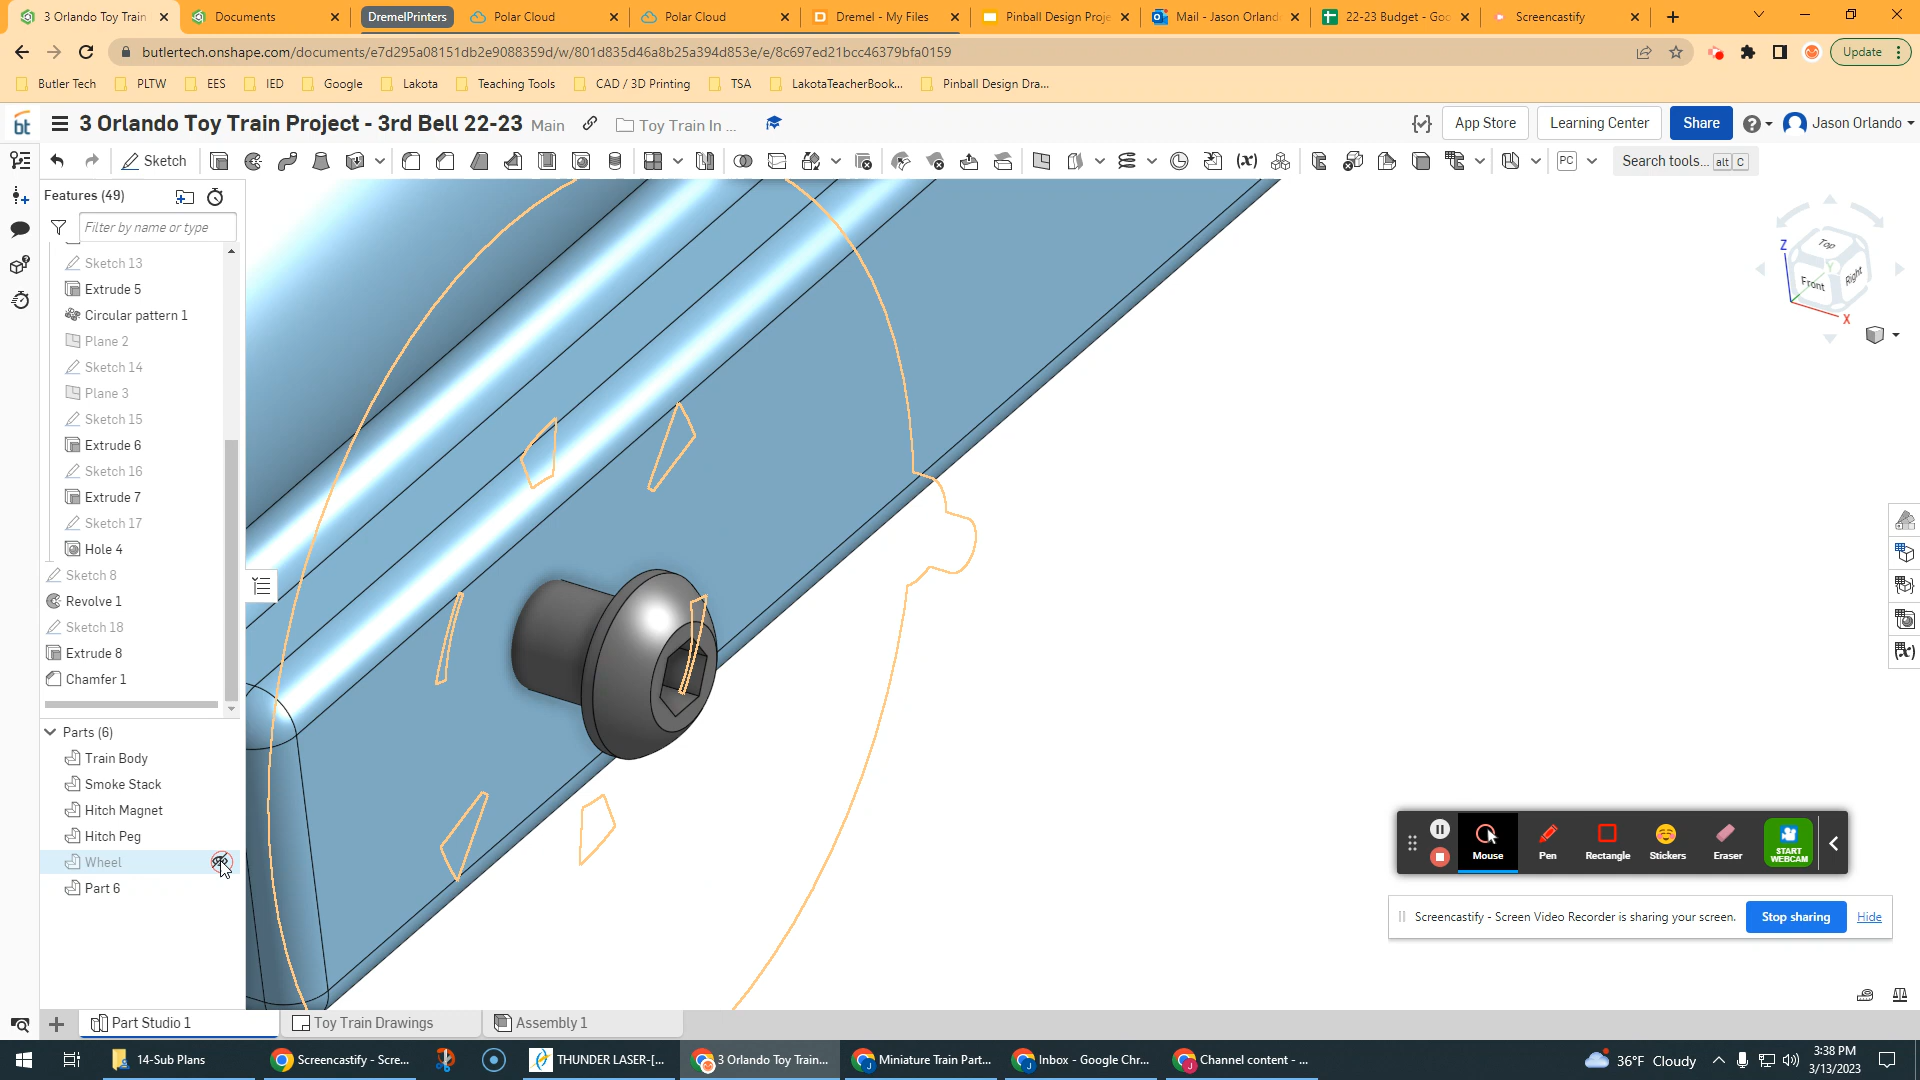 3 Orlando Toy Train
Documents
DremelPrinters
Polar Cloud
Polar Cloud
Dremel - My Files
Pinball Design Proje
Mail - Jason Orland
22-23 Budget - Goo
Screencastify
butlertech.onshape.com/documents/e7d295a08151db2e9088359d/w/801d835d46a8b25a394d853e/e/8c697ed21bcc46379bfa0159
Update
Butler Tech
PLTW
EES
IED
Google
Lakota
Teaching Tools
CAD / 3D Printing
TSA
LakotaTeacherBook...
Pinball Design Dra...
bt
3 Orlando Toy Train Project - 3rd Bell 22-23
Main
Toy Train In ...
App Store
Learning Center
Share
Jason Orlando
Sketch
PC
Search tools...
alt
C
Features (49)
Filter by name or type
Sketch 13
Extrude 5
Circular pattern 1
Plane 2
Sketch 14
Plane 3
Sketch 15
Extrude 6
Sketch 16
Extrude 7
Sketch 17
Hole 4
Sketch 8
Revolve 1
Sketch 18
Extrude 8
Chamfer 1
Parts (6)
Train Body
Smoke Stack
Hitch Magnet
Hitch Peg
Wheel
Part 6
Z
Top
Y
Front
Right
X
Mouse
Pen
Rectangle
Stickers
Eraser
START
WEBCAM
Screencastify - Screen Video Recorder is sharing your screen.
Stop sharing
Hide
Part Studio 1
Toy Train Drawings
Assembly 1
14-Sub Plans
Screencastify - Scre...
THUNDER LASER-[...
3 Orlando Toy Train...
Miniature Train Part...
Inbox - Google Chr...
Channel content - ...
36°F Cloudy
3:38 PM
3/13/2023